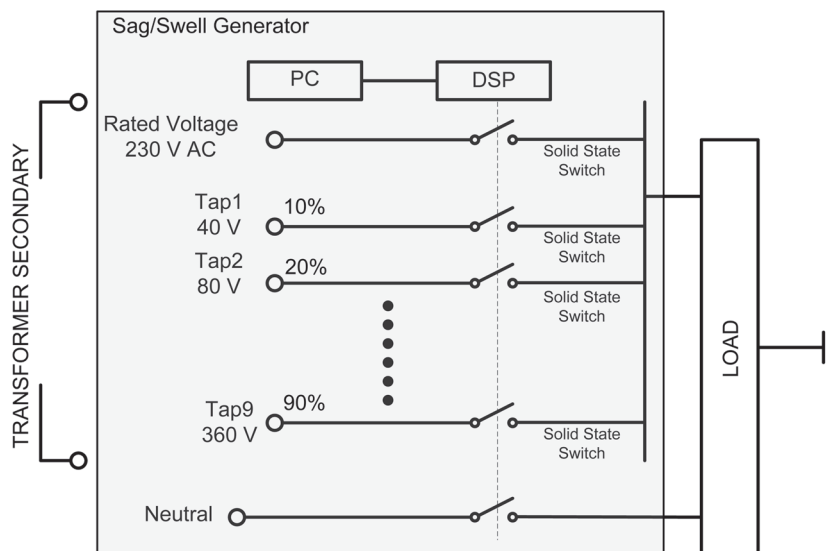 Sag/Swell Generator
PC
DSP
Rated Voltage
230 V AC
Solid State
Switch
Tap1
40 V
10%
Solid State
Switch
Tap2
80 V
20%
Solid State
Switch
Tap9
360 V
90%
Solid State
Switch
Neutral
TRANSFORMER SECONDARY
LOAD